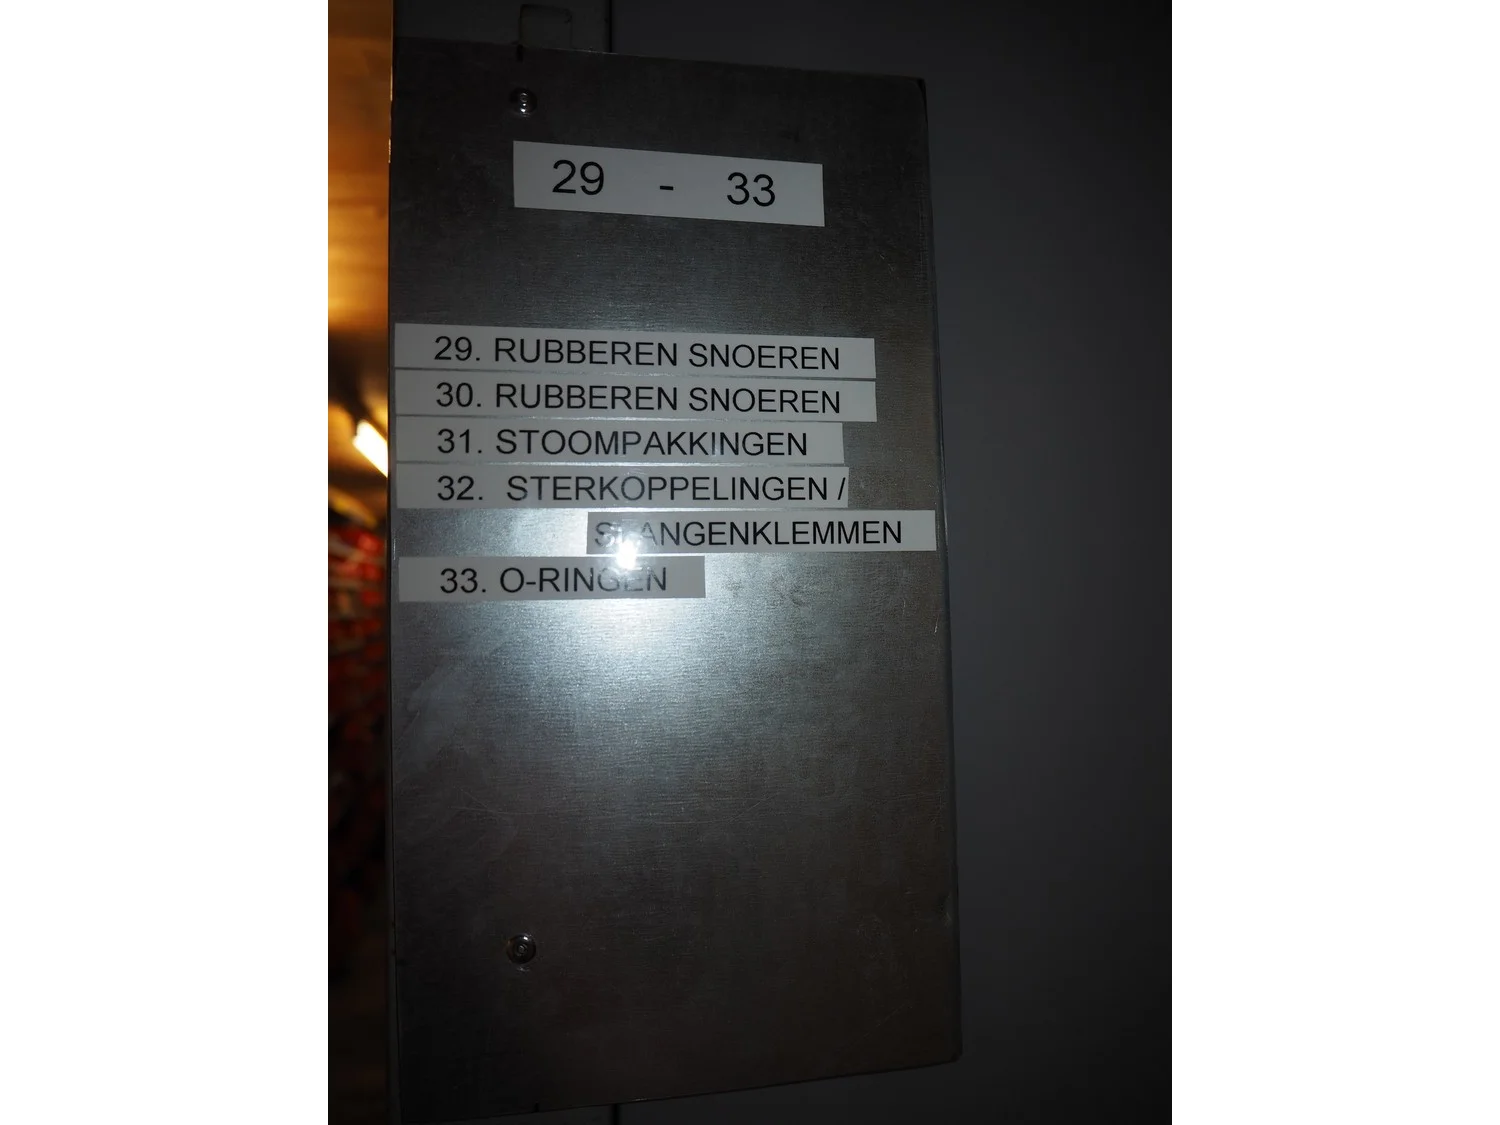 29 - 33
29. RUBBEREN SNOEREN
30. RUBBEREN SNOEREN
31. STOOMPAKKINGEN
32. STERKOPPELINGEN /
SLANGENKLEMMEN
33. O-RINGEN